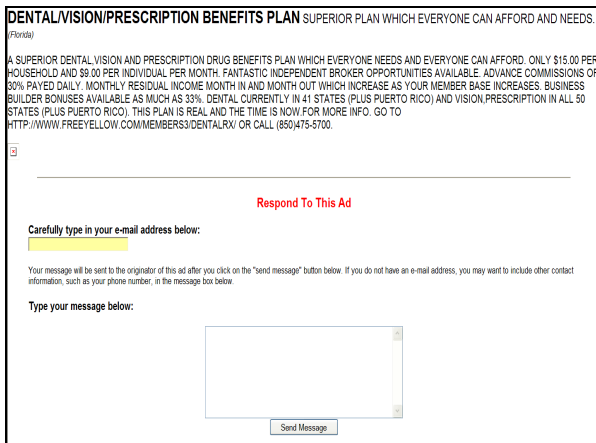 DENTAL/VISION/PRESCRIPTION BENEFITS PLAN SUPERIOR PLAN WHICH EVERYONE CAN AFFORD AND NEEDS.
(Florida)
A SUPERIOR DENTAL,VISION AND PRESCRIPTION DRUG BENEFITS PLAN WHICH EVERYONE NEEDS AND EVERYONE CAN AFFORD. ONLY $15.00 PER
HOUSEHOLD AND $9.00 PER INDIVIDUAL PER MONTH. FANTASTIC INDEPENDENT BROKER OPPORTUNITIES AVAILABLE. ADVANCE COMMISSIONS OF
30% PAYED DAILY. MONTHLY RESIDUAL INCOME MONTH IN AND MONTH OUT WHICH INCREASE AS YOUR MEMBER BASE INCREASES. BUSINESS
BUILDER BONUSES AVAILABLE AS MUCH AS 33%. DENTAL CURRENTLY IN 41 STATES (PLUS PUERTO RICO) AND VISION,PRESCRIPTION IN ALL 50
STATES (PLUS PUERTO RICO). THIS PLAN IS REAL AND THE TIME IS NOW.FOR MORE INFO. GO TO
HTTP://WWW.FREEYELLOW.COM/MEMBERS3/DENTALRX/ OR CALL (850)475-5700.
Respond To This Ad
Carefully type in your e-mail address below:
Your message will be sent to the originator of this ad after you click on the "send message" button below. If you do not have an e-mail address, you may want to include other contact
information, such as your phone number, in the message box below.
Type your message below:
Send Message